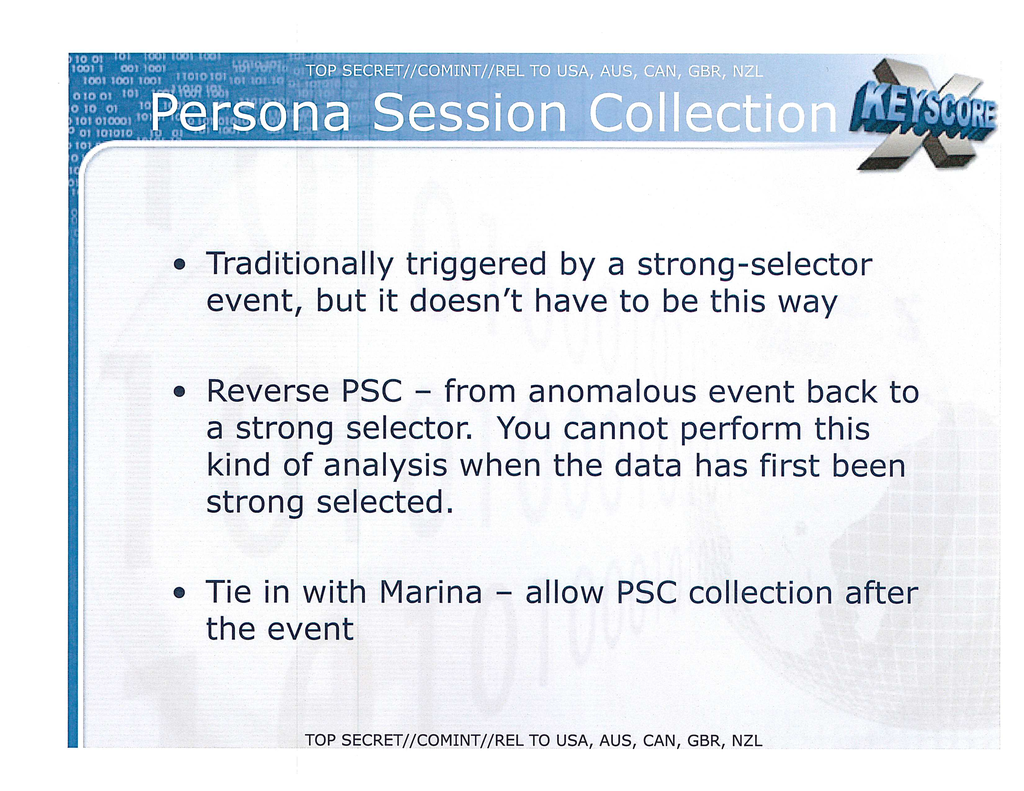 TOP SECRET//COMINT//REL TO USA, AUS, CAN, GBR, NZL
Persona Session Collection
XKEYSCORE
• Traditionally triggered by a strong-selector
event, but it doesn't have to be this way
• Reverse PSC – from anomalous event back to
a strong selector. You cannot perform this
kind of analysis when the data has first been
strong selected.
• Tie in with Marina – allow PSC collection after
the event
TOP SECRET//COMINT//REL TO USA, AUS, CAN, GBR, NZL